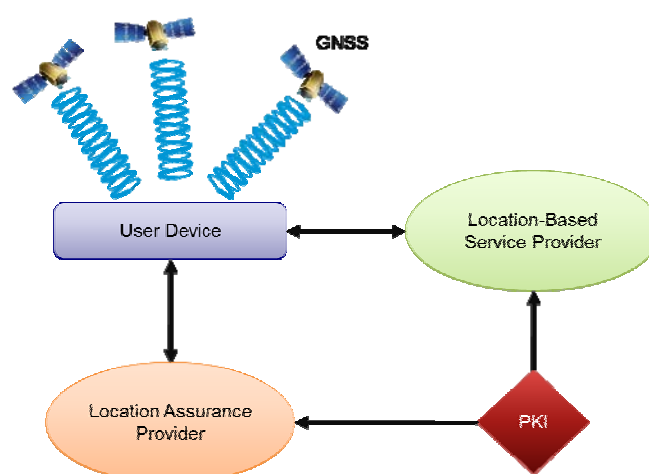 GNSS
User Device
Location-Based
Service Provider
Location Assurance
Provider
PKI